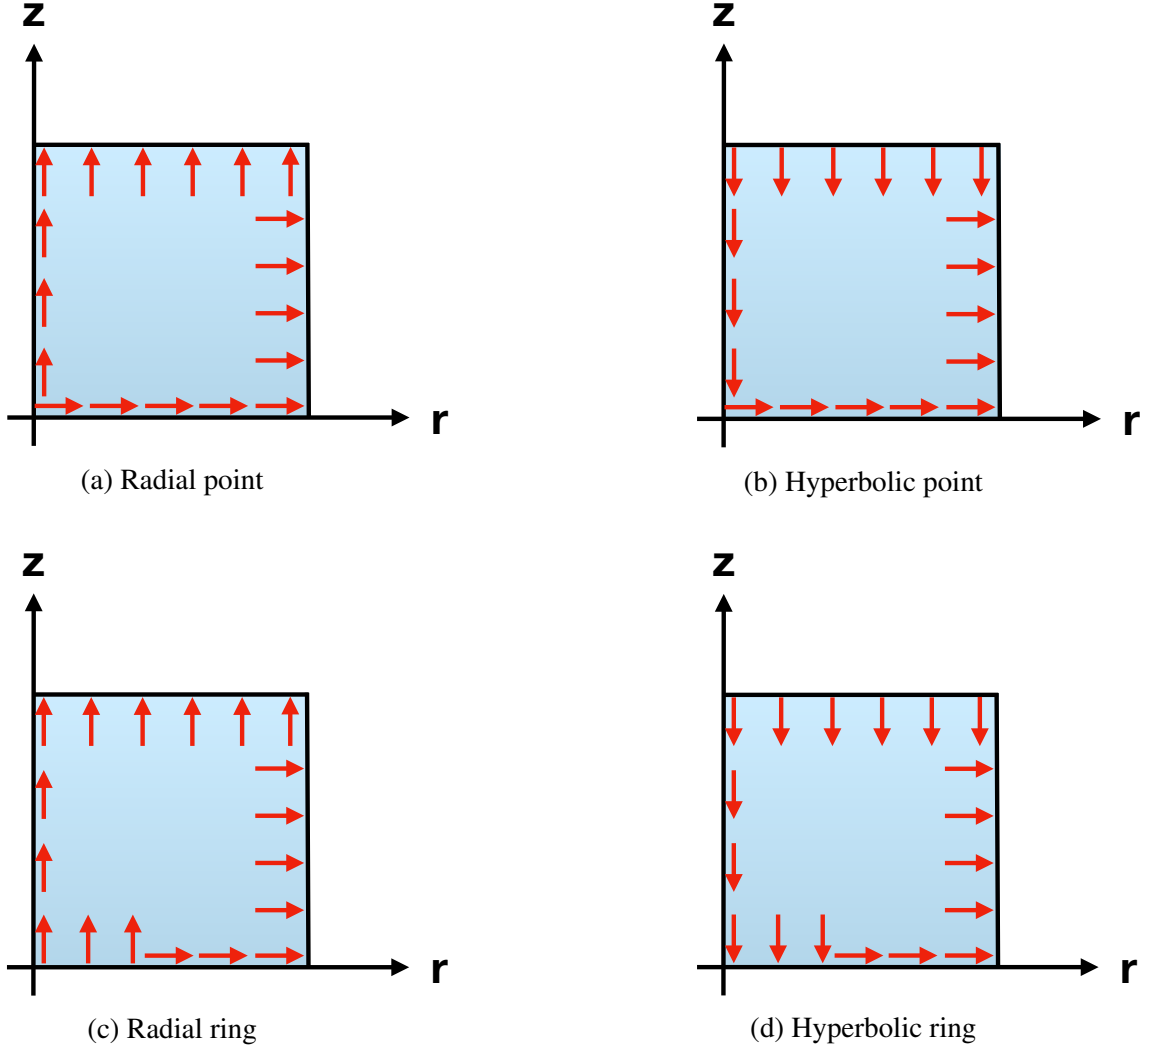 z
z
r
r
(a) Radial point
(b) Hyperbolic point
z
z
r
r
(c) Radial ring
(d) Hyperbolic ring